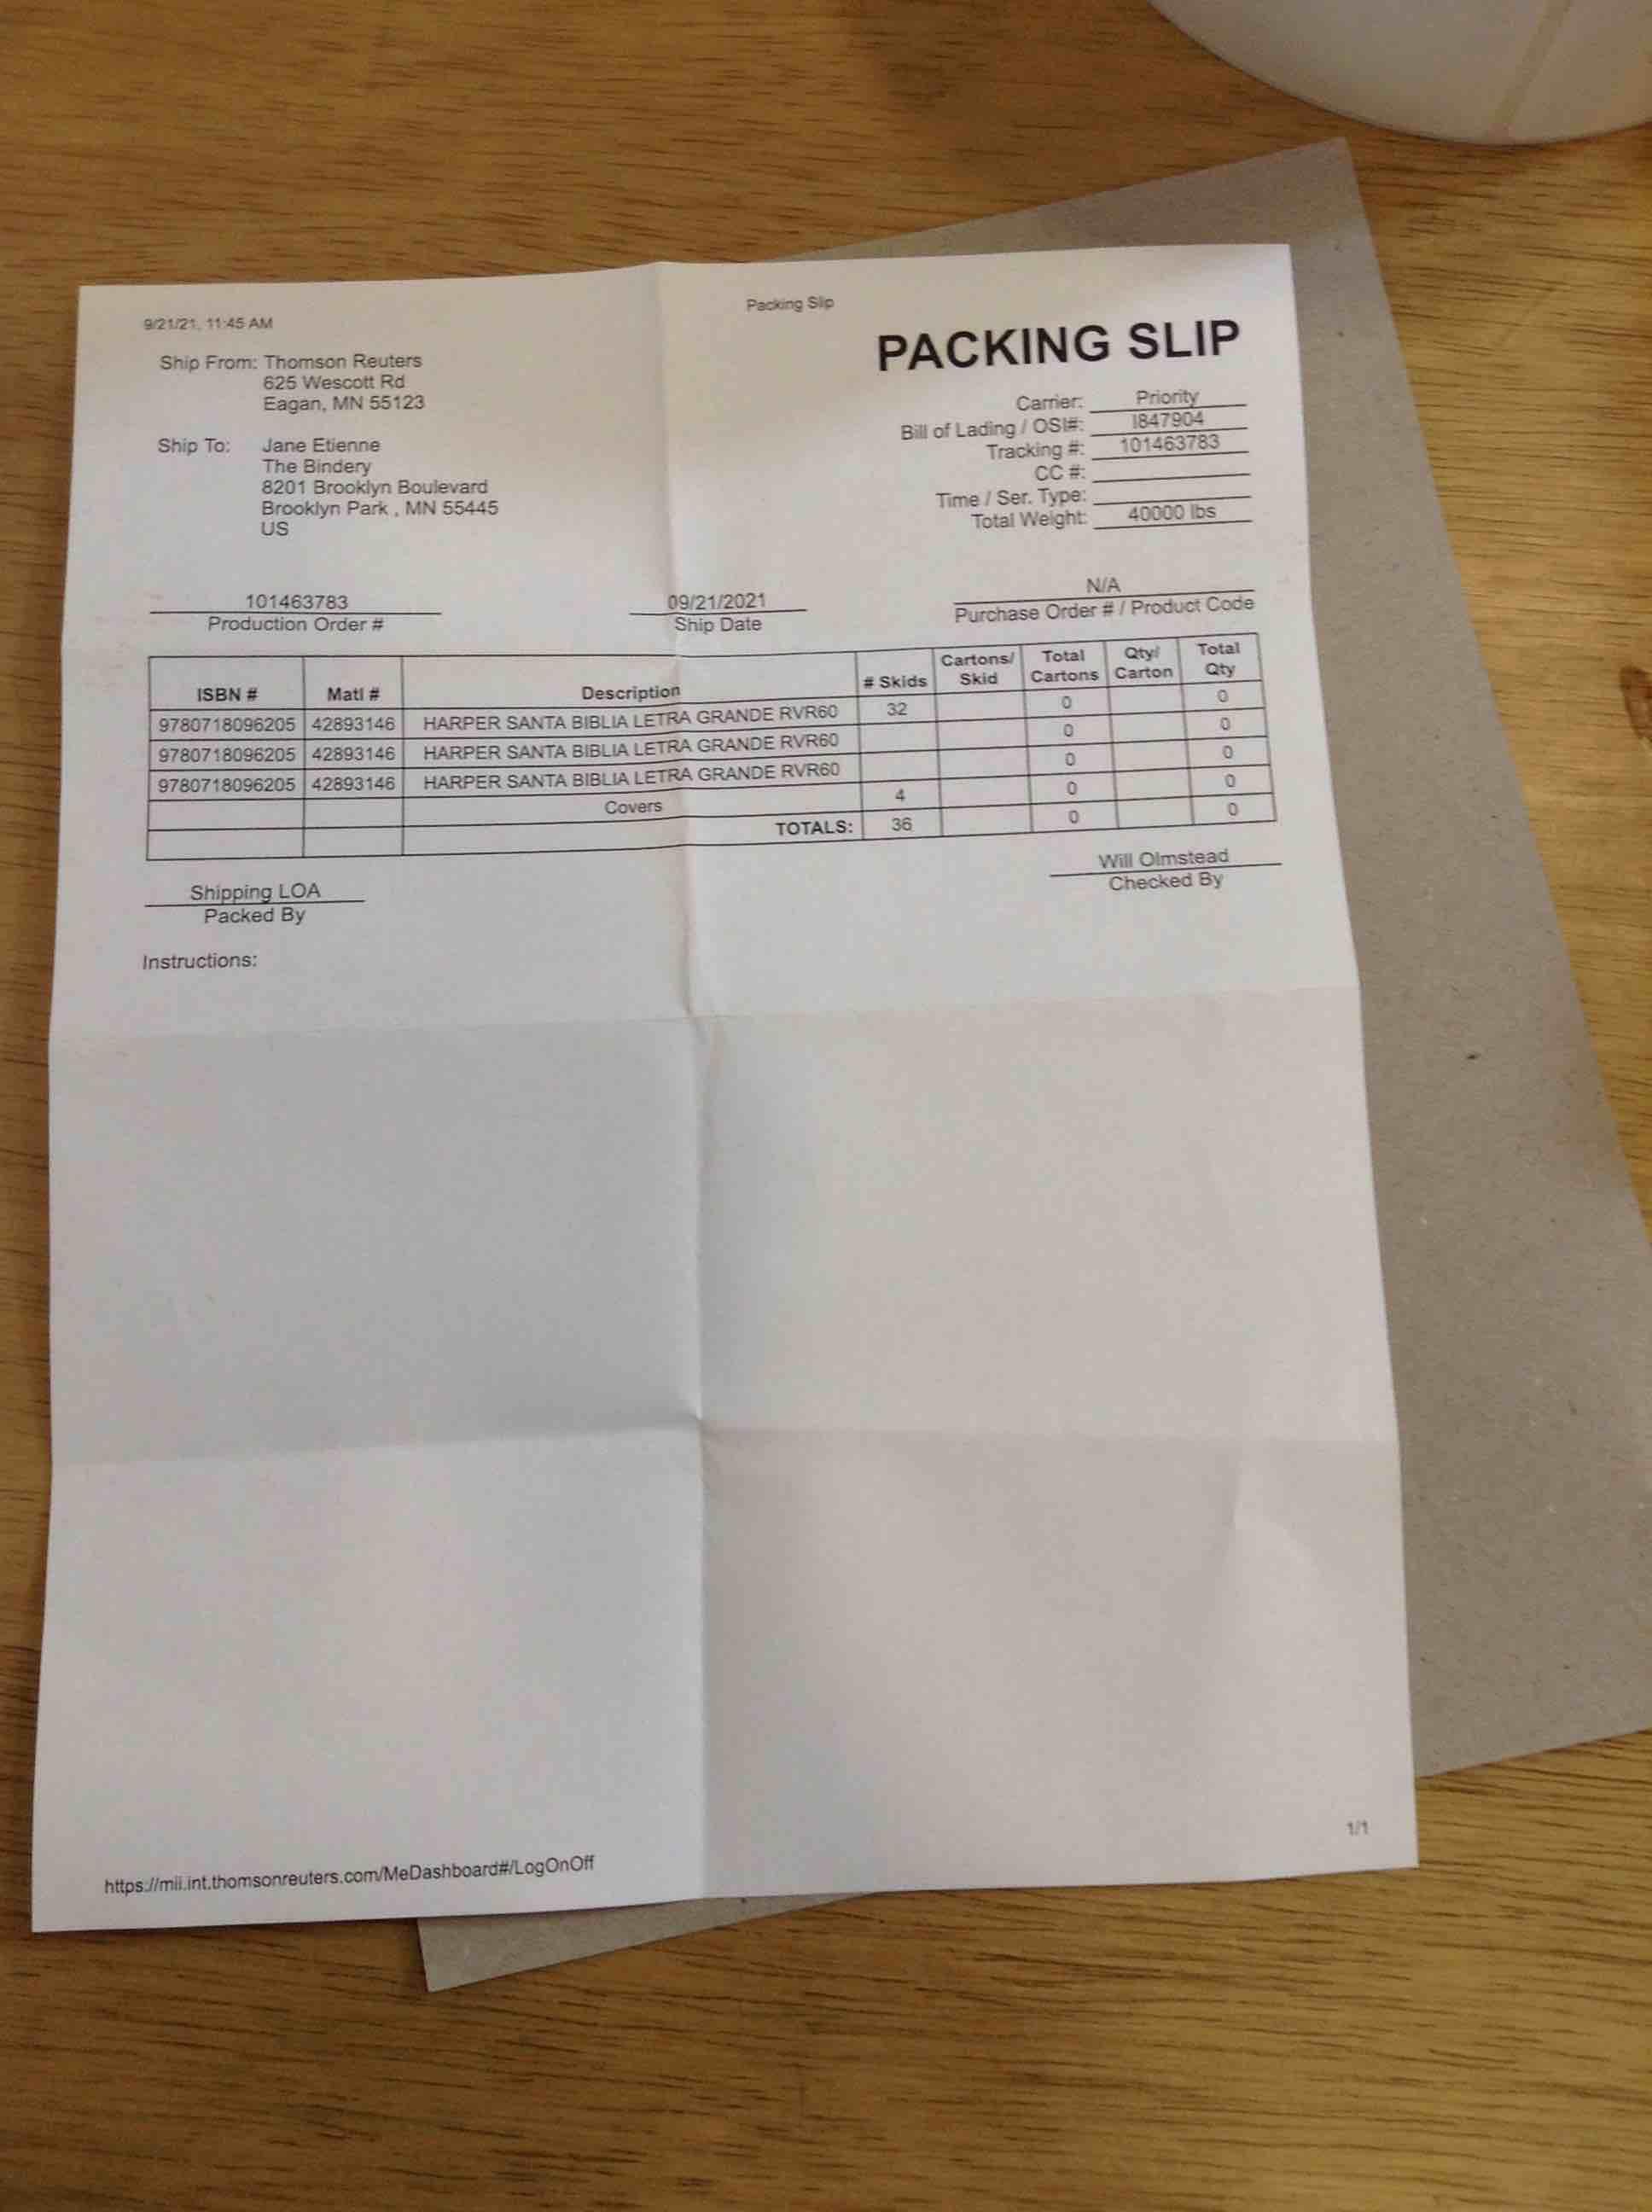 9/21/21, 11:45 AM
Packing Slip
PACKING SLIP
Ship From: Thomson Reuters
625 Wescott Rd
Eagan, MN 55123
Ship To: Jane Etienne
The Bindery
8201 Brooklyn Boulevard
Brooklyn Park , MN 55445
US
Carrier: Priority
Bill of Lading / OSI#: I847904
Tracking #: 101463783
CC #:
Time / Ser. Type:
Total Weight: 40000 lbs
101463783
Production Order #
09/21/2021
Ship Date
N/A
Purchase Order # / Product Code
ISBN # Matl # Description # Skids Cartons/ Skid Total Cartons Qty/ Carton Total Qty
9780718096205 42893146 HARPER SANTA BIBLIA LETRA GRANDE RVR60 32 0 0
9780718096205 42893146 HARPER SANTA BIBLIA LETRA GRANDE RVR60 0 0
9780718096205 42893146 HARPER SANTA BIBLIA LETRA GRANDE RVR60 0 0
Covers 4 0 0
TOTALS: 36 0 0
Shipping LOA
Packed By
Will Olmstead
Checked By
Instructions:
https://mii.int.thomsonreuters.com/MeDashboard#/LogOnOff
1/1